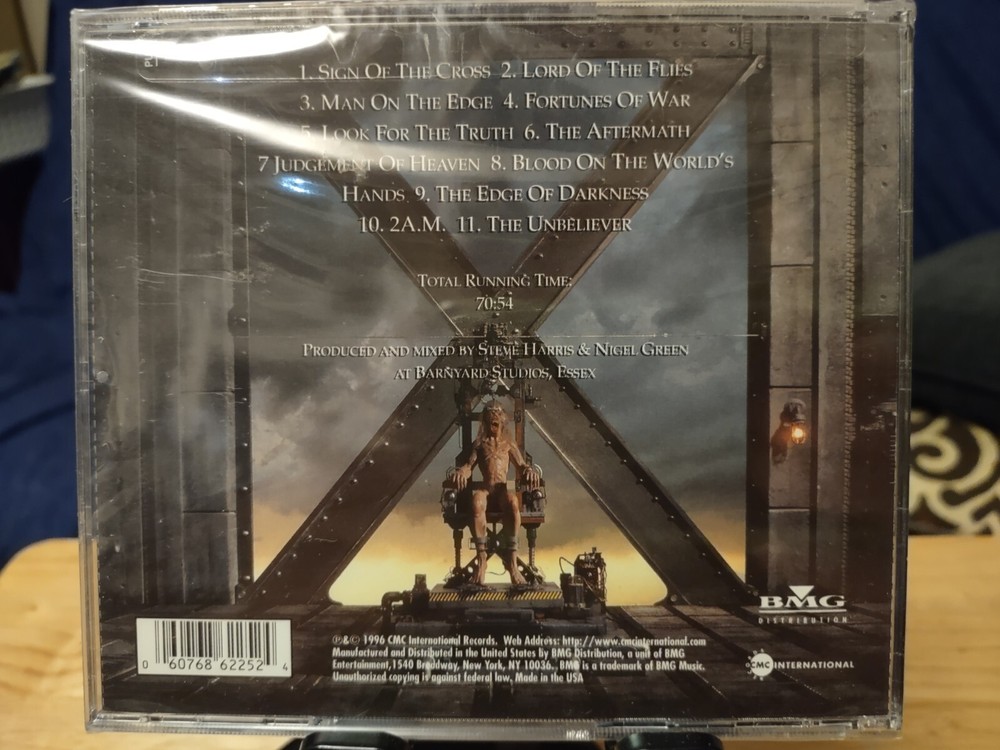 1. Sign Of The Cross 2. Lord Of The Flies
3. Man On The Edge 4. Fortunes Of War
5. Look For The Truth 6. The Aftermath
7 Judgement Of Heaven 8. Blood On The World's
Hands 9. The Edge Of Darkness
10. 2A.M. 11. The Unbeliever
Total Running Time:
70:54
Produced and mixed by Steve Harris & Nigel Green
at Barnyard Studios, Essex
BMG
DISTRIBUTION
℗&© 1996 CMC International Records. Web Address: http://www.cmcinternational.com
Manufactured and Distributed in the United States by BMG Distribution, a unit of BMG
Entertainment,1540 Broadway, New York, NY 10036.. BMG is a trademark of BMG Music.
Unauthorized copying is against federal law. Made in the USA
0 60768 62252 4
CMC INTERNATIONAL